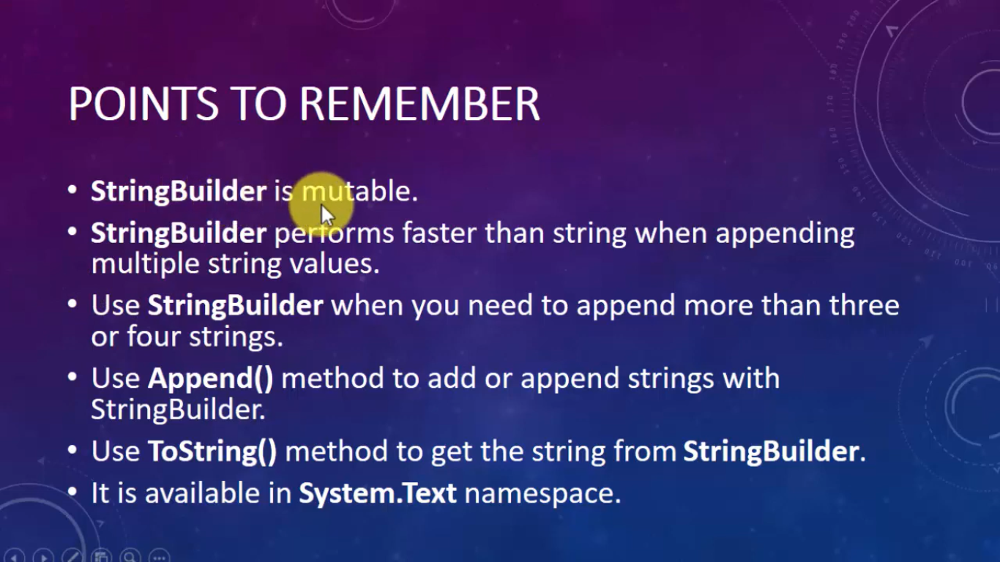 POINTS TO REMEMBER
• StringBuilder is mutable.
• StringBuilder performs faster than string when appending
multiple string values.
• Use StringBuilder when you need to append more than three
or four strings.
• Use Append() method to add or append strings with
StringBuilder.
• Use ToString() method to get the string from StringBuilder.
• It is available in System.Text namespace.